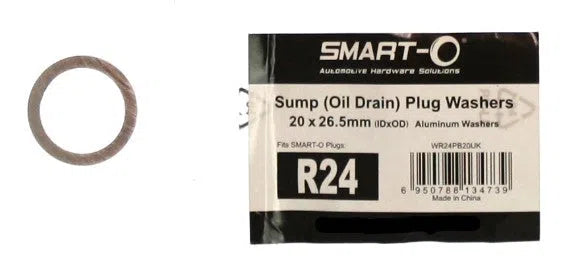 SMART-O
Automotive Hardware Solutions
Sump (Oil Drain) Plug Washers
20 x 26.5mm (IDxOD) Aluminum Washers
Fits SMART-O Plugs:
WR24PB20UK
R24
6 950788 134739
Made in China